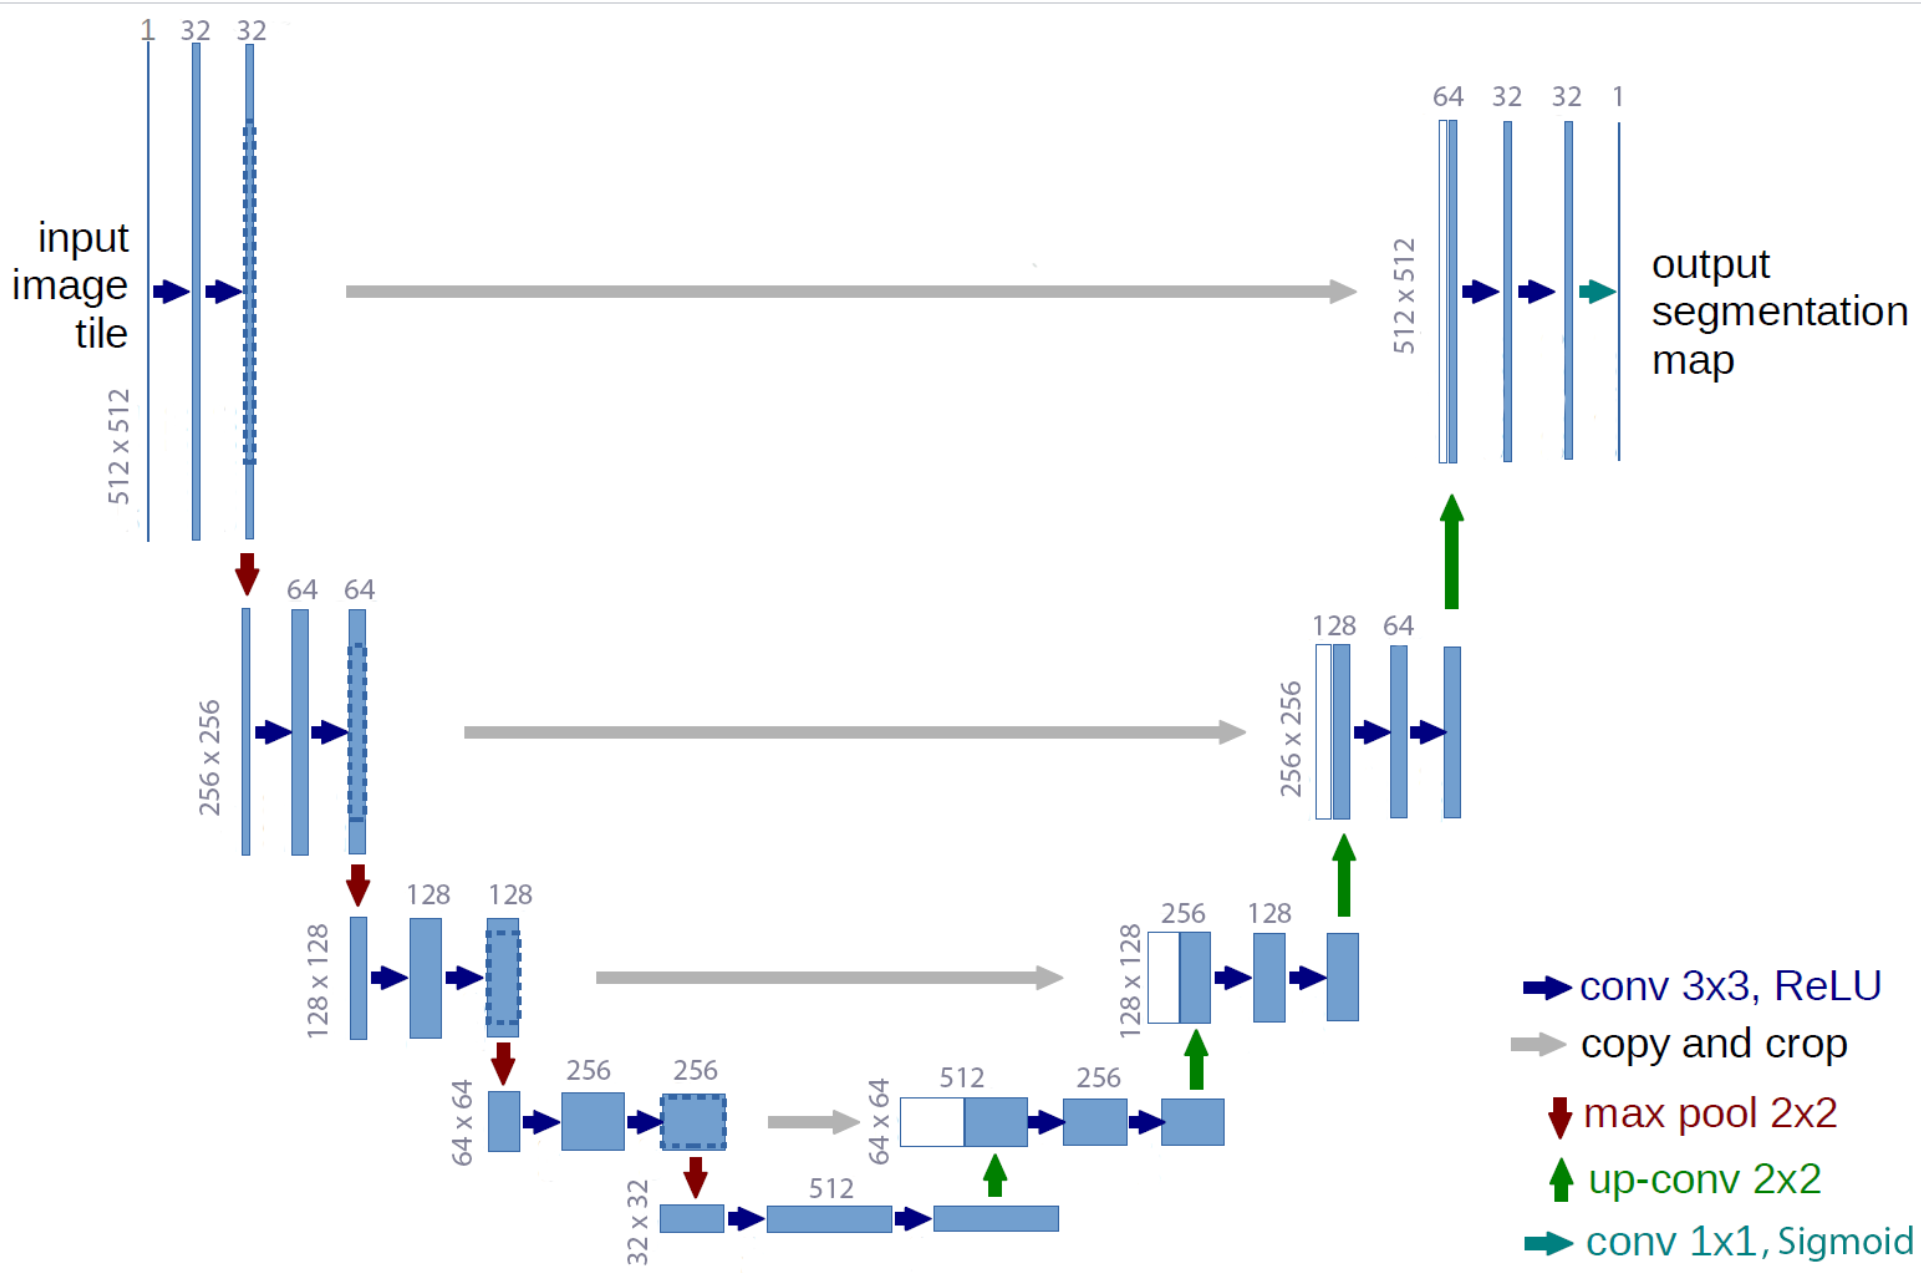 1 32 32
input
image
tile
512 x 512
64 32 32 1
512 x 512
output
segmentation
map
64 64
256 x 256
128 64
256 x 256
128 128
128 x 128
256 128
128 x 128
256 256
64 x 64
512 256
64 x 64
512
32 x 32
conv 3x3, ReLU
copy and crop
max pool 2x2
up-conv 2x2
conv 1x1, Sigmoid